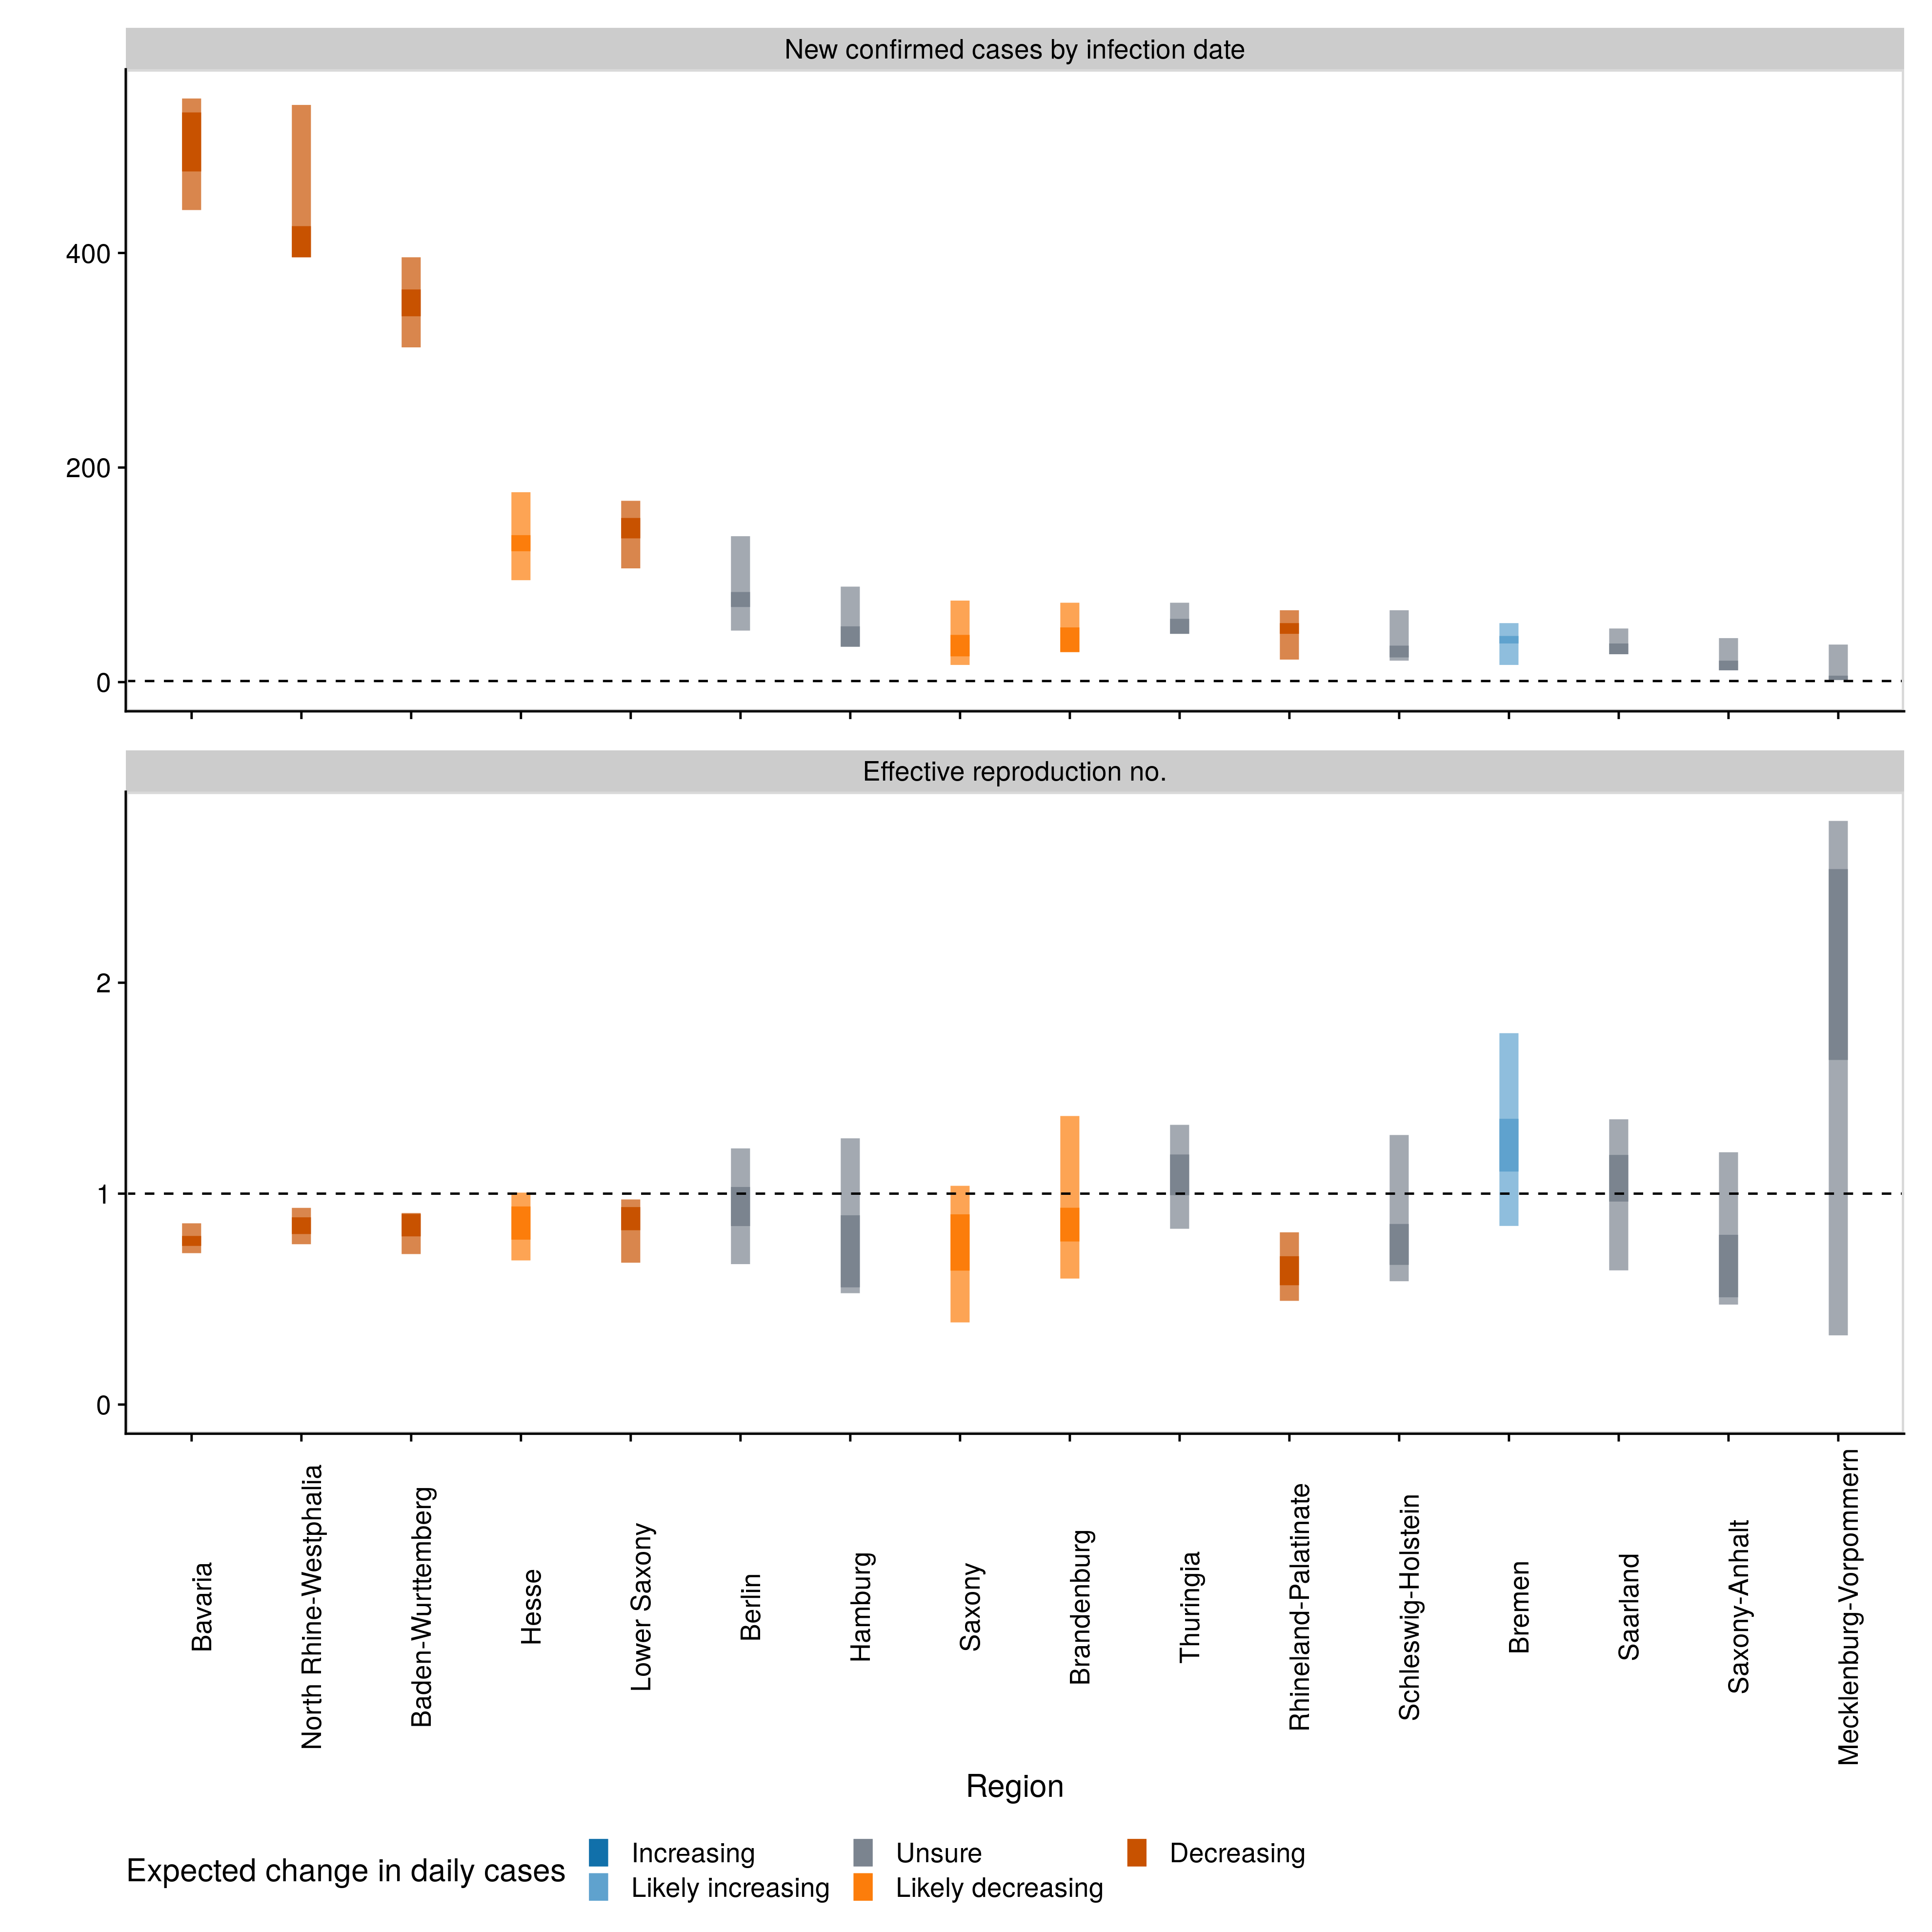 New confirmed cases by infection date
400
200
0
Effective reproduction no.
2
1
0
Bavaria
North Rhine-Westphalia
Baden-Wurttemberg
Hesse
Lower Saxony
Berlin
Hamburg
Saxony
Brandenburg
Thuringia
Rhineland-Palatinate
Schleswig-Holstein
Bremen
Saarland
Saxony-Anhalt
Mecklenburg-Vorpommern
Region
Expected change in daily cases
Increasing
Likely increasing
Unsure
Likely decreasing
Decreasing